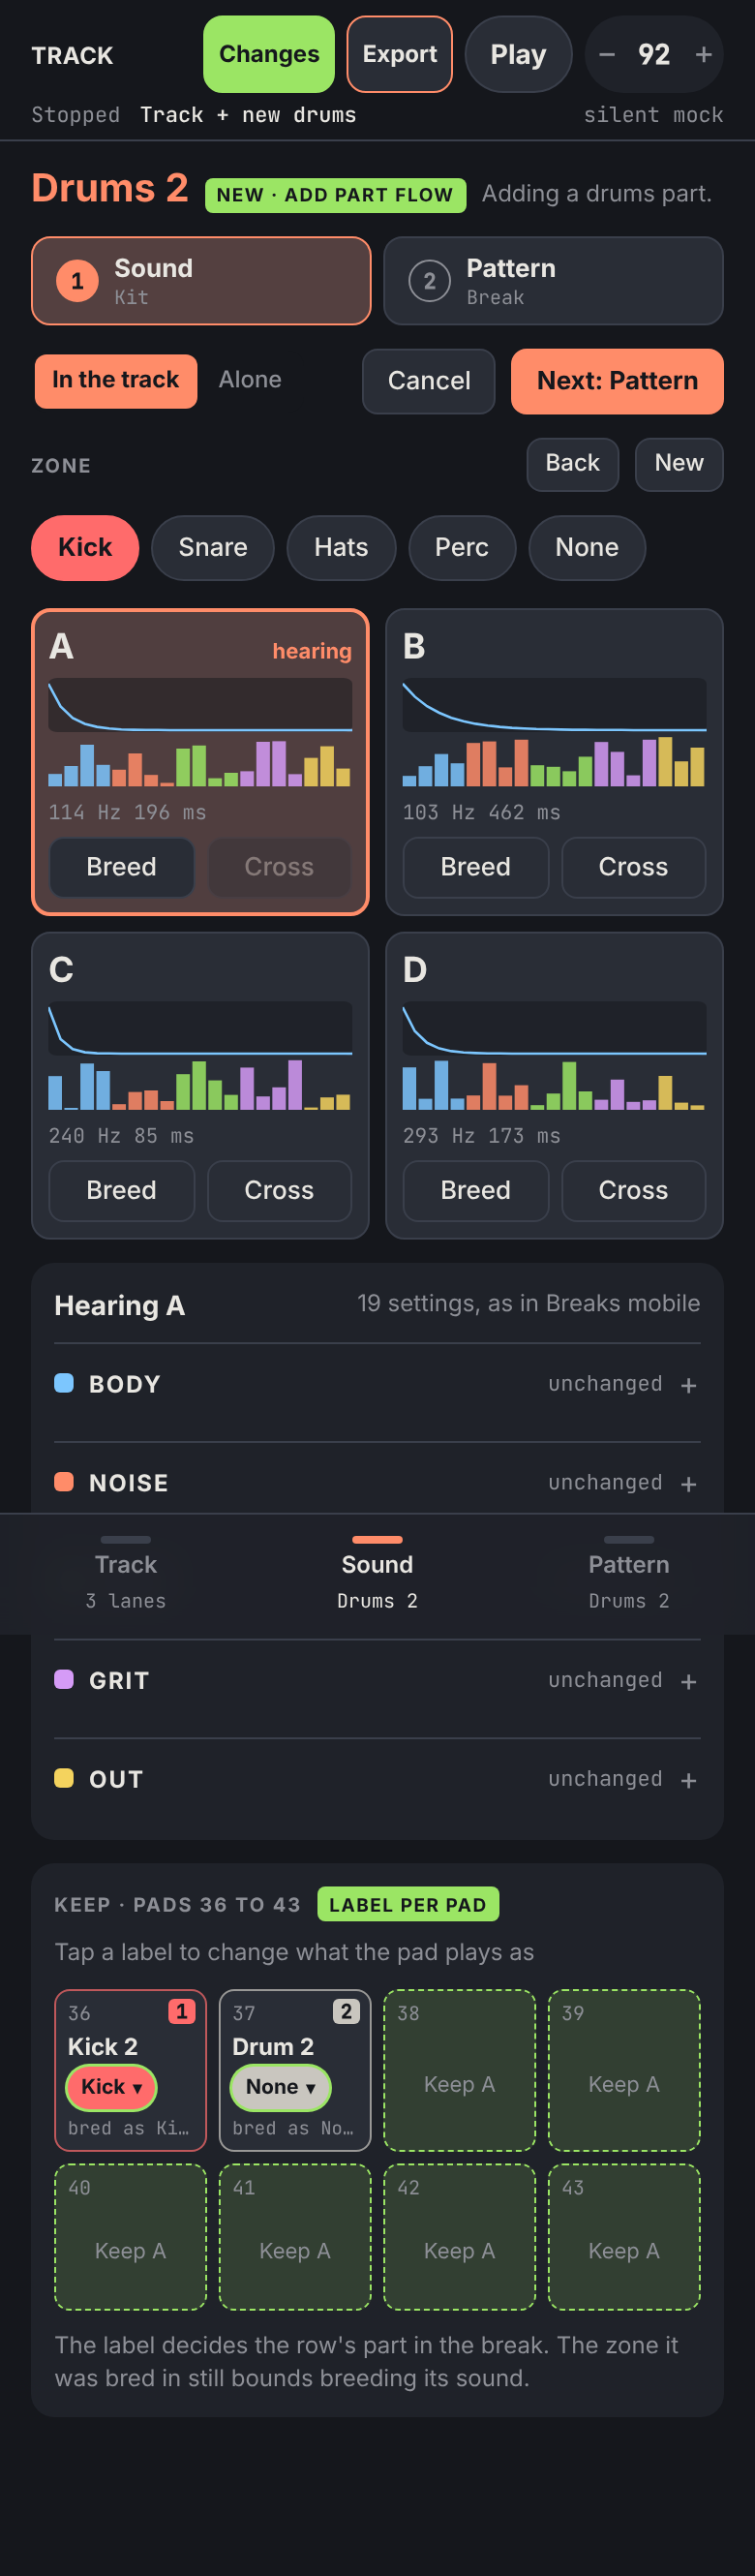 TRACK Changes Export Play − 92 +
Stopped Track + new drums silent mock
Drums 2 NEW · ADD PART FLOW Adding a drums part.
1 Sound 2 Pattern
Kit Break
In the track Alone Cancel Next: Pattern
ZONE Back New
Kick Snare Hats Perc None
A hearing B
114 Hz 196 ms 103 Hz 462 ms
Breed Cross Breed Cross
C D
240 Hz 85 ms 293 Hz 173 ms
Breed Cross Breed Cross
Hearing A 19 settings, as in Breaks mobile
BODY unchanged +
NOISE unchanged +
Track Sound Pattern
3 lanes Drums 2 Drums 2
GRIT unchanged +
OUT unchanged +
KEEP · PADS 36 TO 43 LABEL PER PAD
Tap a label to change what the pad plays as
36 1 37 2 38 39
Kick 2 Drum 2
Kick ▾ None ▾ Keep A Keep A
bred as Ki… bred as No…
40 41 42 43
Keep A Keep A Keep A Keep A
The label decides the row's part in the break. The zone it
was bred in still bounds breeding its sound.